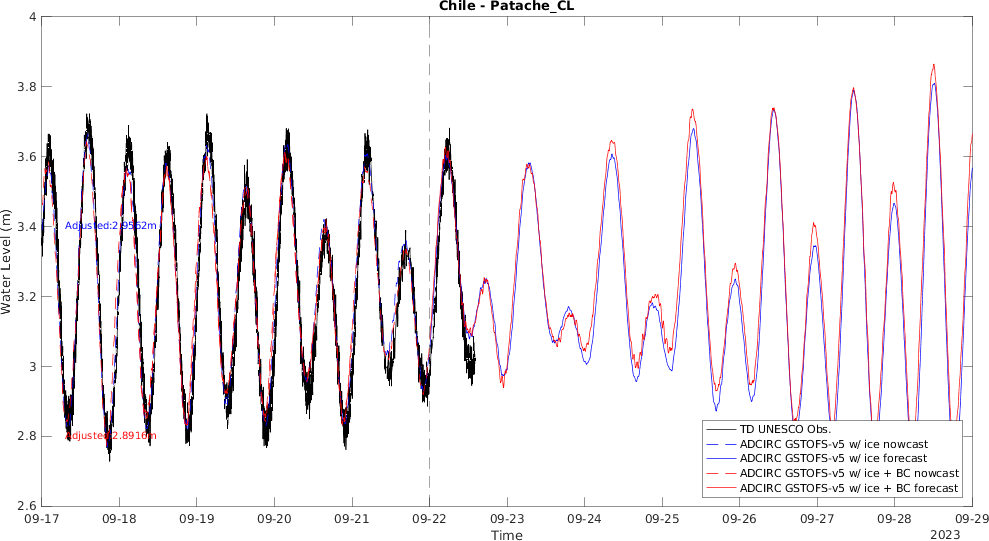 Chile - Patache_CL
4
3.8
3.6
3.4
3.2
3
2.8
2.6
Water Level (m)
Adjusted:2.9562m
Adjusted:2.8916m
TD UNESCO Obs.
ADCIRC GSTOFS-v5 w/ ice nowcast
ADCIRC GSTOFS-v5 w/ ice forecast
ADCIRC GSTOFS-v5 w/ ice + BC nowcast
ADCIRC GSTOFS-v5 w/ ice + BC forecast
09-17 09-18 09-19 09-20 09-21 09-22 09-23 09-24 09-25 09-26 09-27 09-28 09-29
Time
2023